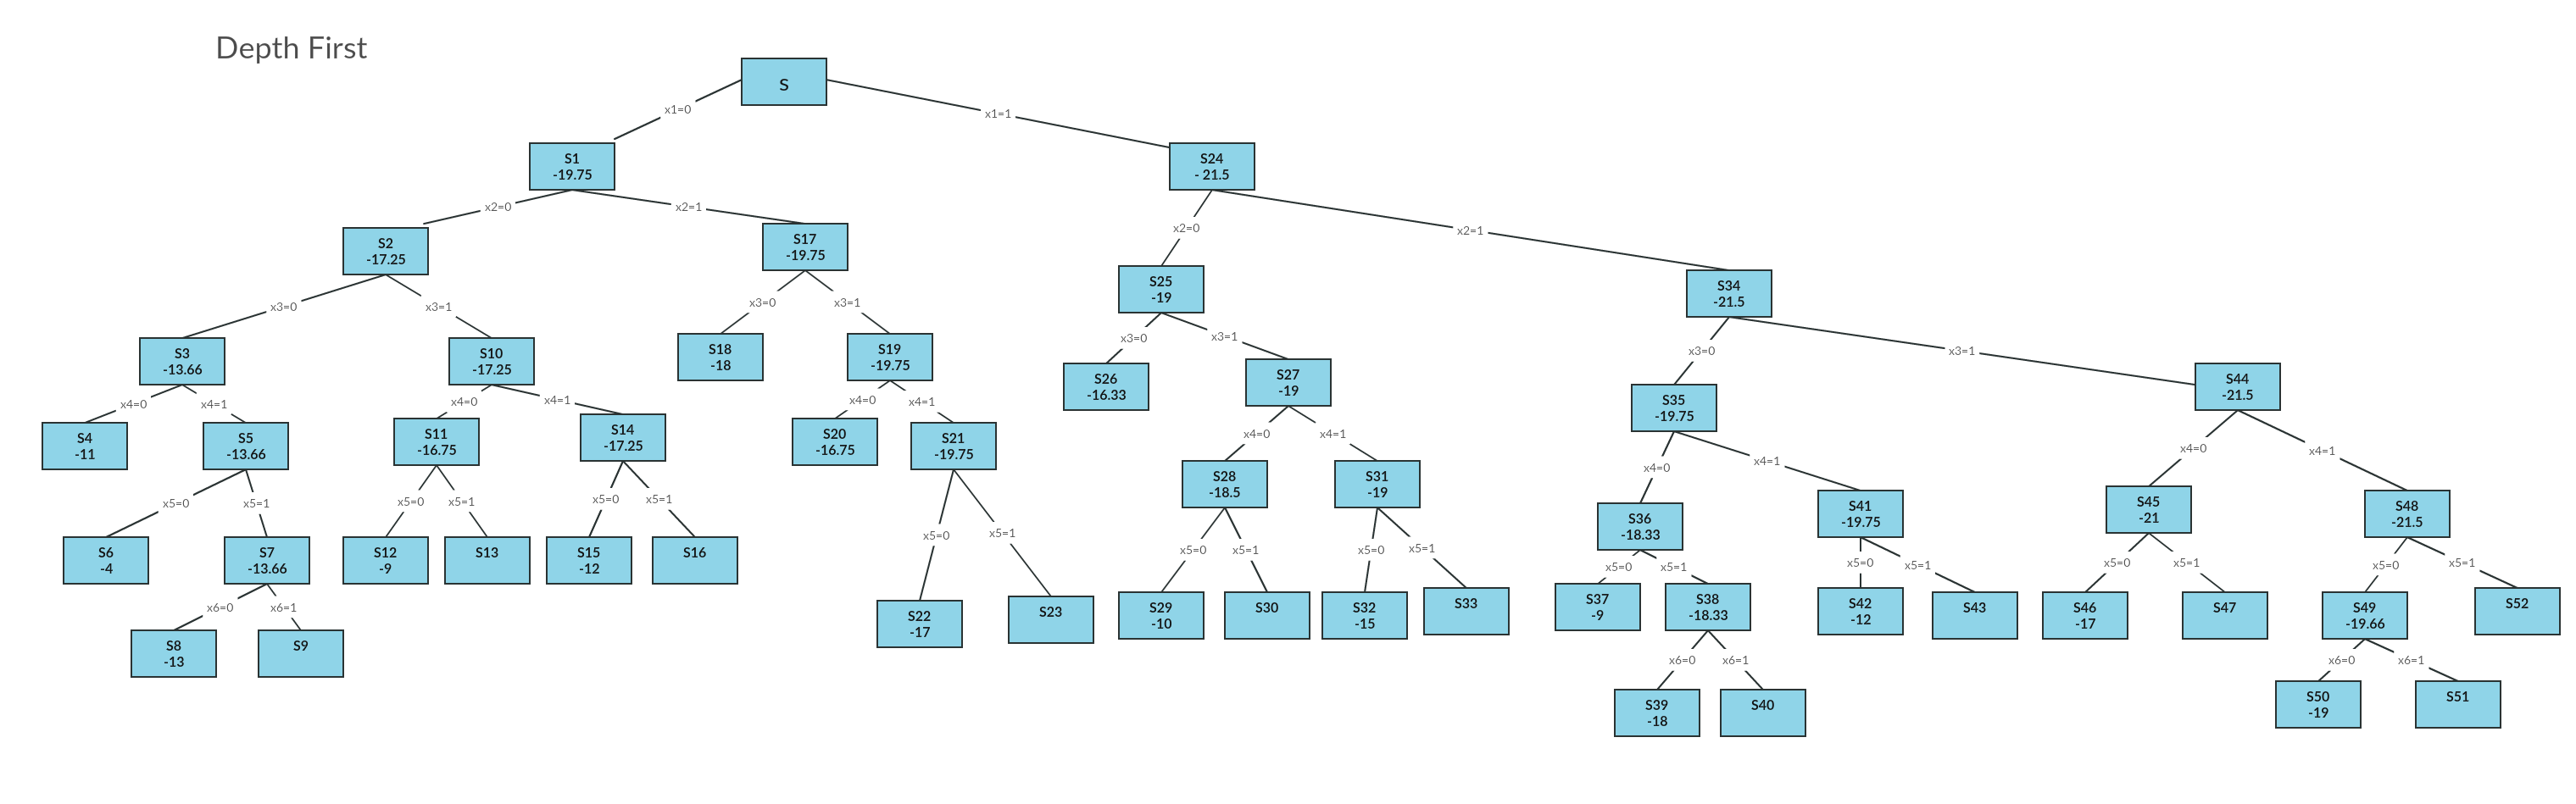 Depth First
S
x1=0
x1=1
S1
-19.75
S24
- 21.5
x2=0
x2=1
x2=0
x2=1
S2
-17.25
S17
-19.75
S25
-19
S34
-21.5
x3=0
x3=1
x3=0
x3=1
x3=0
x3=1
x3=0
x3=1
S3
-13.66
S10
-17.25
S18
-18
S19
-19.75
S26
-16.33
S27
-19
S35
-19.75
S44
-21.5
x4=0
x4=1
x4=0
x4=1
x4=0
x4=1
x4=0
x4=1
x4=0
x4=1
x4=0
x4=1
S4
-11
S5
-13.66
S11
-16.75
S14
-17.25
S20
-16.75
S21
-19.75
S28
-18.5
S31
-19
S36
-18.33
S41
-19.75
S45
-21
S48
-21.5
x5=0
x5=1
x5=0
x5=1
x5=0
x5=1
x5=0
x5=1
x5=0
x5=1
x5=0
x5=1
x5=0
x5=1
x5=0
x5=1
x5=0
x5=1
x5=0
x5=1
S6
-4
S7
-13.66
S12
-9
S13
S15
-12
S16
S22
-17
S23
S29
-10
S30
S32
-15
S33
S37
-9
S38
-18.33
S42
-12
S43
S46
-17
S47
S49
-19.66
S52
x6=0
x6=1
x6=0
x6=1
x6=0
x6=1
S8
-13
S9
S39
-18
S40
S50
-19
S51